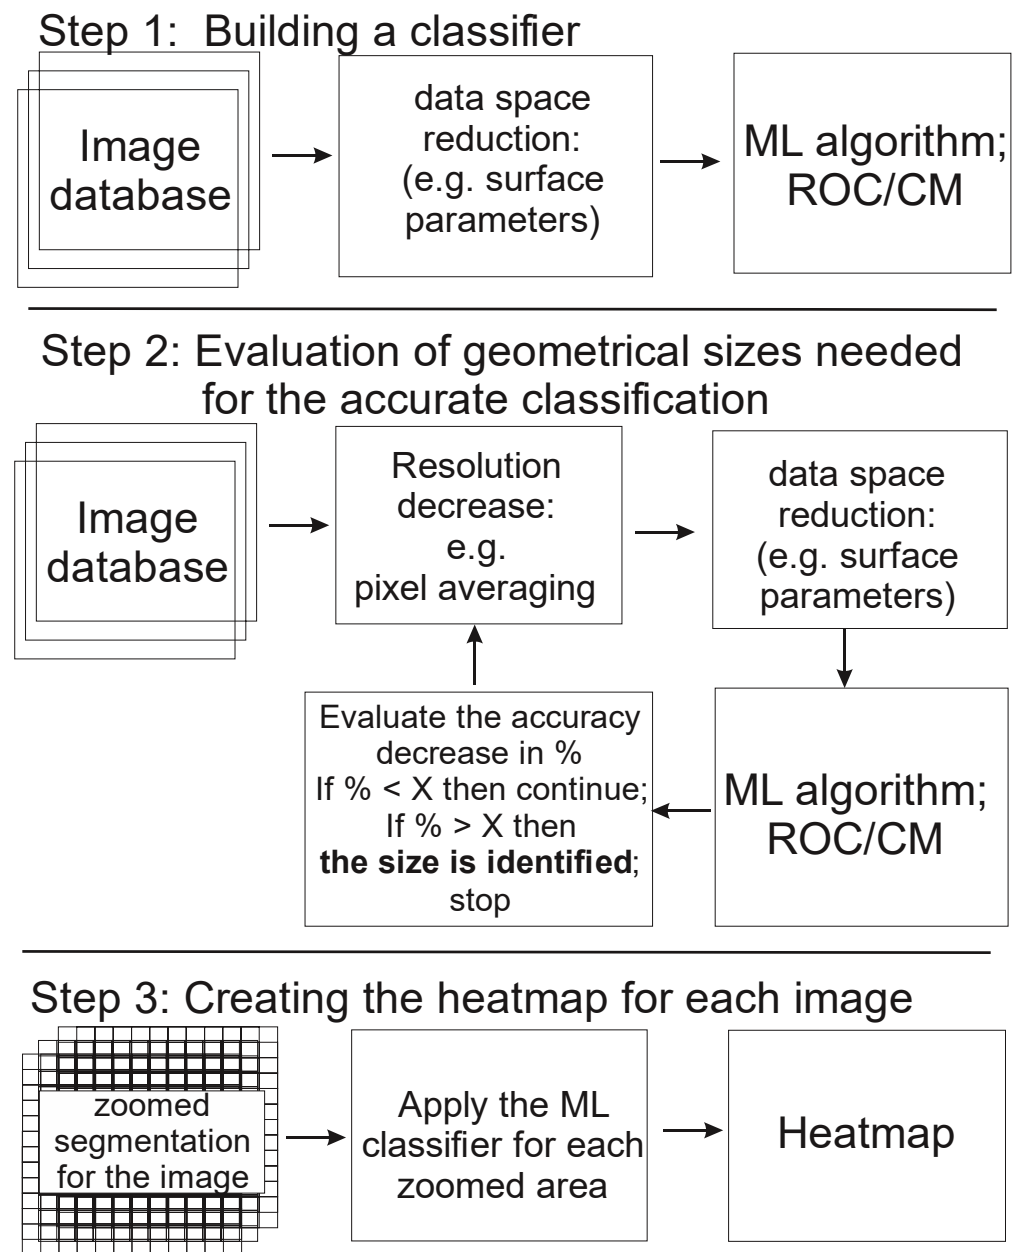 Step 1: Building a classifier
Image
database
data space
reduction:
(e.g. surface
parameters)
ML algorithm;
ROC/CM
Step 2: Evaluation of geometrical sizes needed
for the accurate classification
Image
database
Resolution
decrease:
e.g.
pixel averaging
data space
reduction:
(e.g. surface
parameters)
ML algorithm;
ROC/CM
Evaluate the accuracy
decrease in %
If % < X then continue;
If % > X then
the size is identified;
stop
Step 3: Creating the heatmap for each image
zoomed
segmentation
for the image
Apply the ML
classifier for each
zoomed area
Heatmap